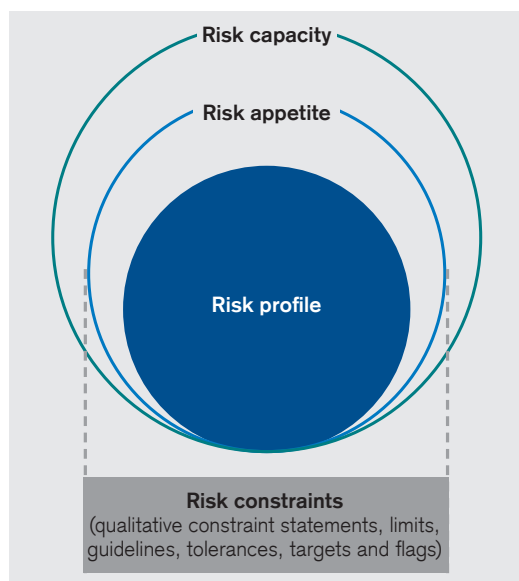 Risk capacity
Risk appetite
Risk profile
Risk constraints
(qualitative constraint statements, limits,
guidelines, tolerances, targets and flags)